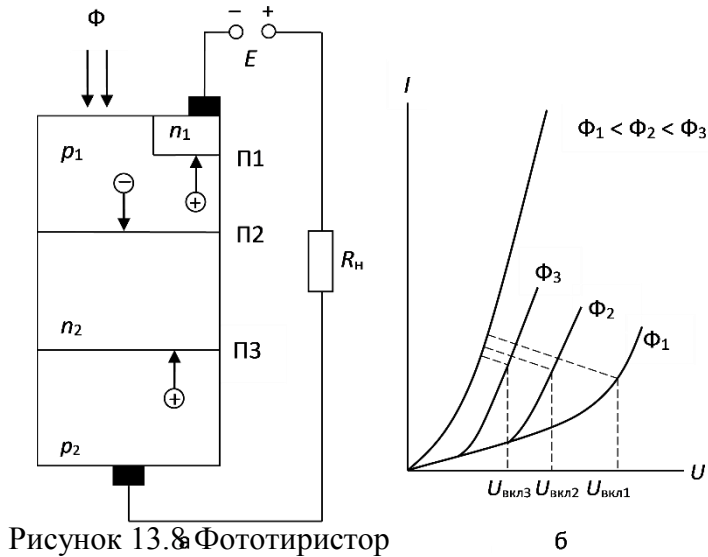 Φ
− +
E
n1
p1
П1
−
+
П2
Rн
n2
П3
+
p2
I
Φ1 < Φ2 < Φ3
Φ3
Φ2
Φ1
Uвкл3 Uвкл2 Uвкл1 U
а б
Рисунок 13.8 Фототиристор